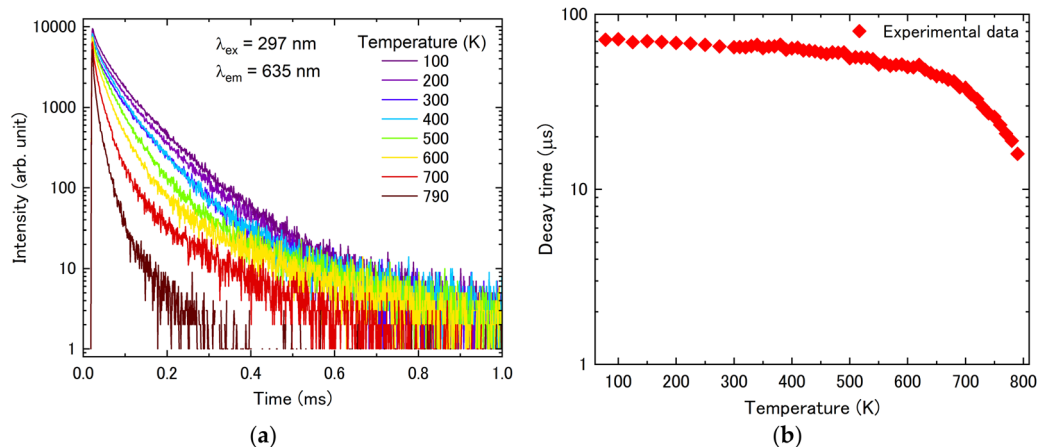 10000
1000
100
10
1
Intensity (arb. unit)
λex = 297 nm
λem = 635 nm
Temperature (K)
100
200
300
400
500
600
700
790
0.0 0.2 0.4 0.6 0.8 1.0
Time (ms)
(a)
100
10
1
Decay time (μs)
Experimental data
100 200 300 400 500 600 700 800
Temperature (K)
(b)